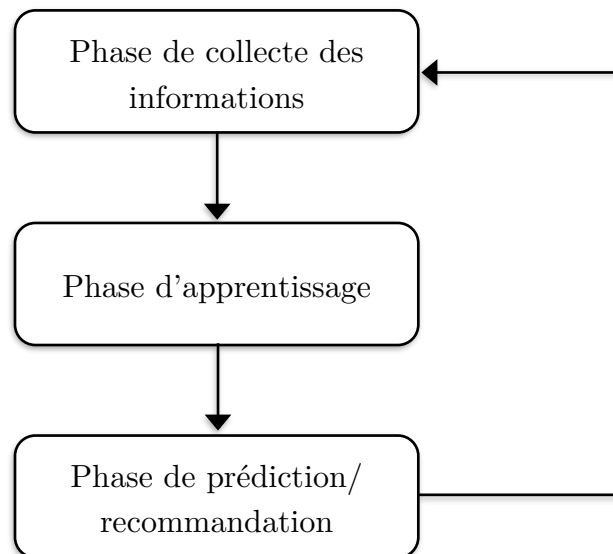 Phase de collecte des
informations
Phase d'apprentissage
Phase de prédiction/
recommandation